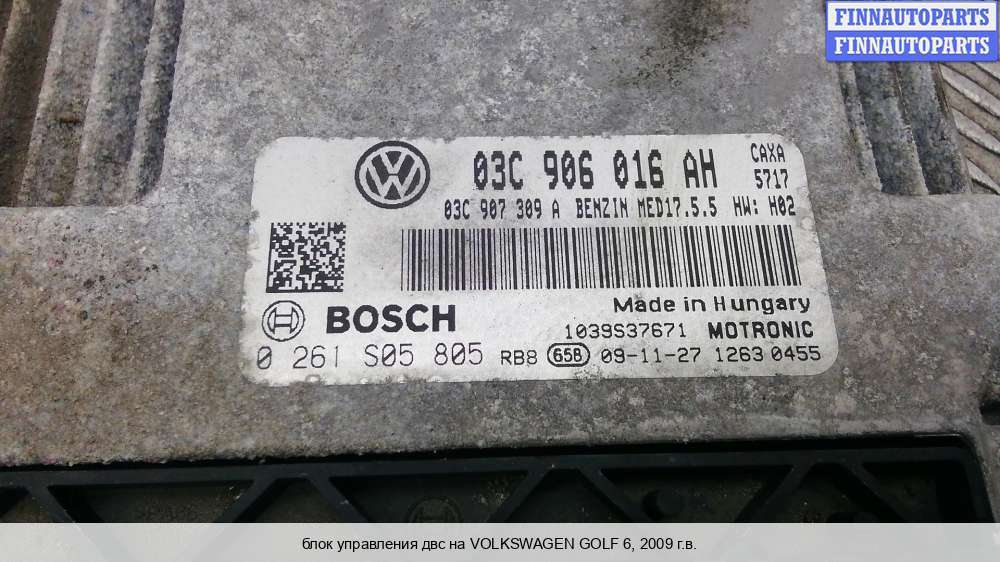 FINNAUTOPARTS
FINNAUTOPARTS
03C 906 016 AH CAXA
5717
03C 907 309 A BENZIN MED17.5.5 HW: H02
Made in Hungary
BOSCH
1039S37671 MOTRONIC
0 261 S05 805 RB8 658 09-11-27 1263 0455
блок управления двс на VOLKSWAGEN GOLF 6, 2009 г.в.